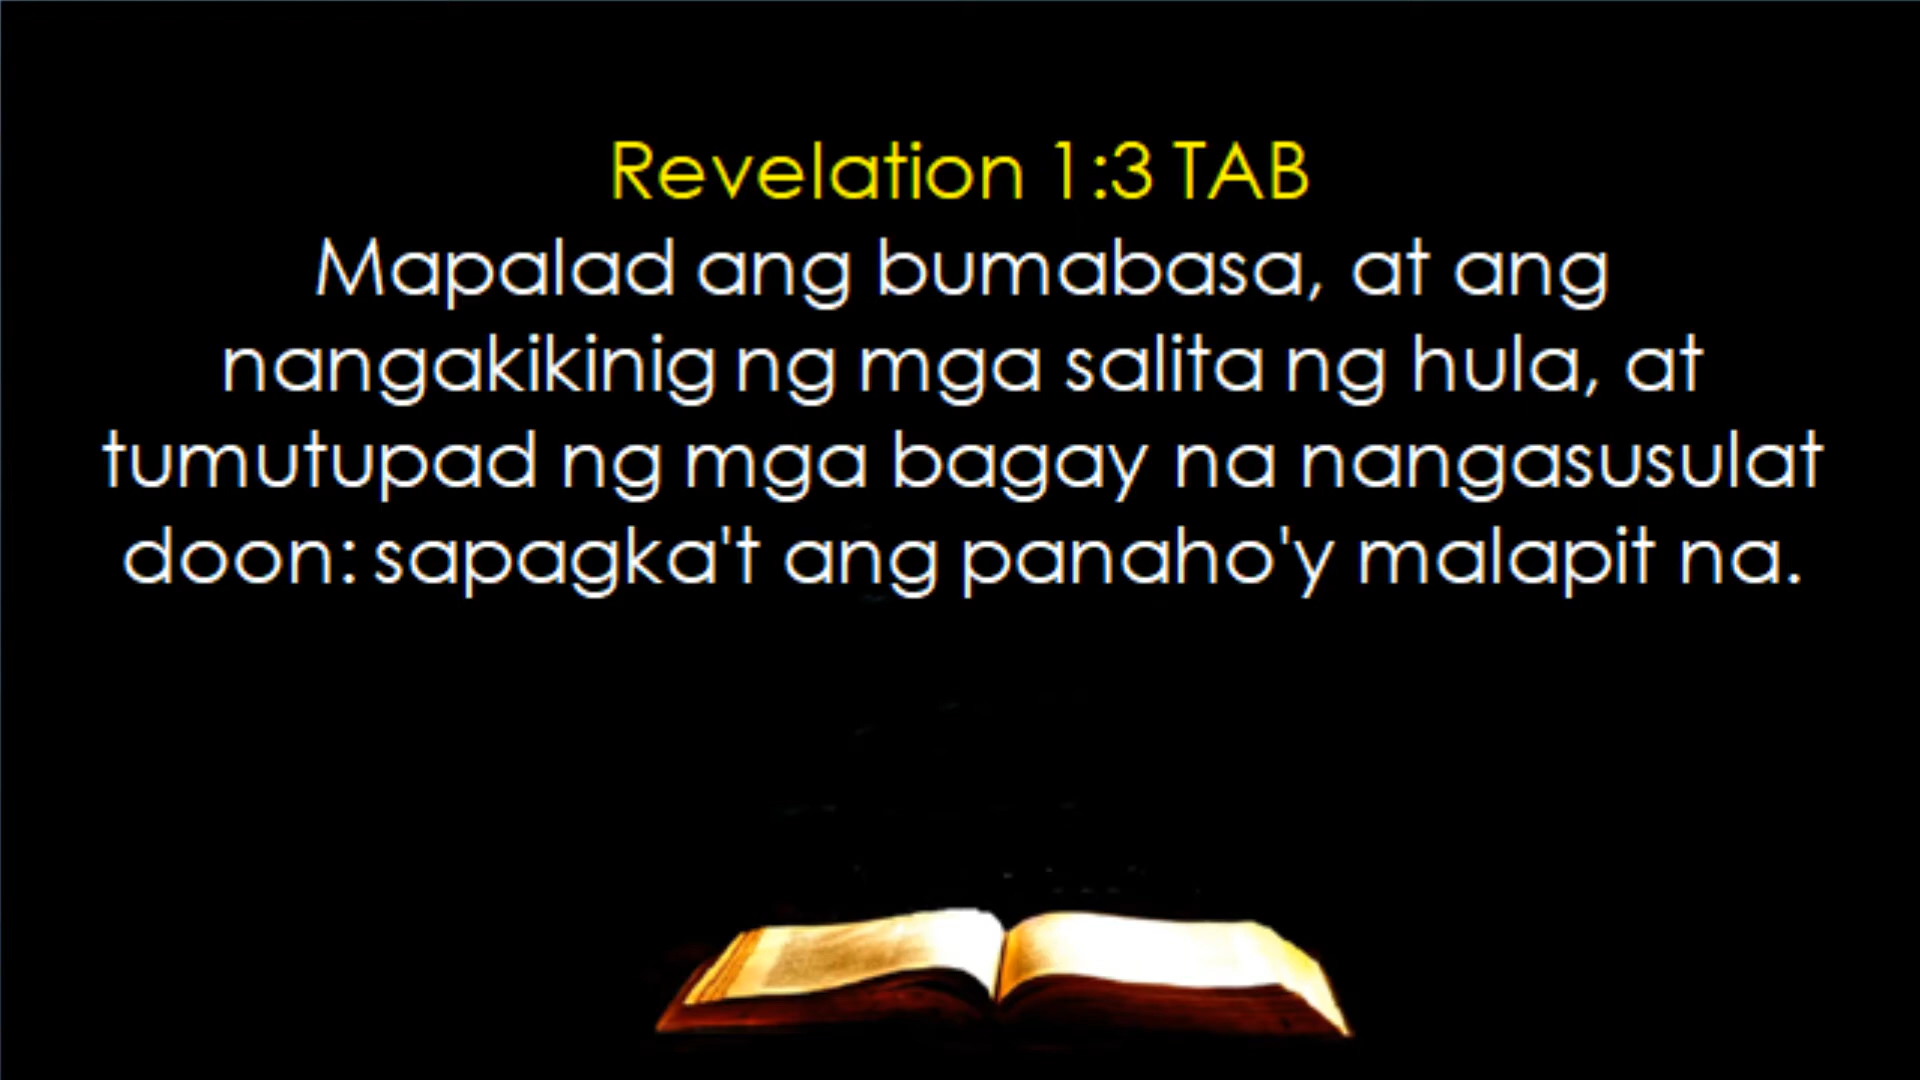 Revelation 1:3 TAB
Mapalad ang bumabasa, at ang
nangakikinig ng mga salita ng hula, at
tumutupad ng mga bagay na nangasusulat
doon: sapagka't ang panaho'y malapit na.